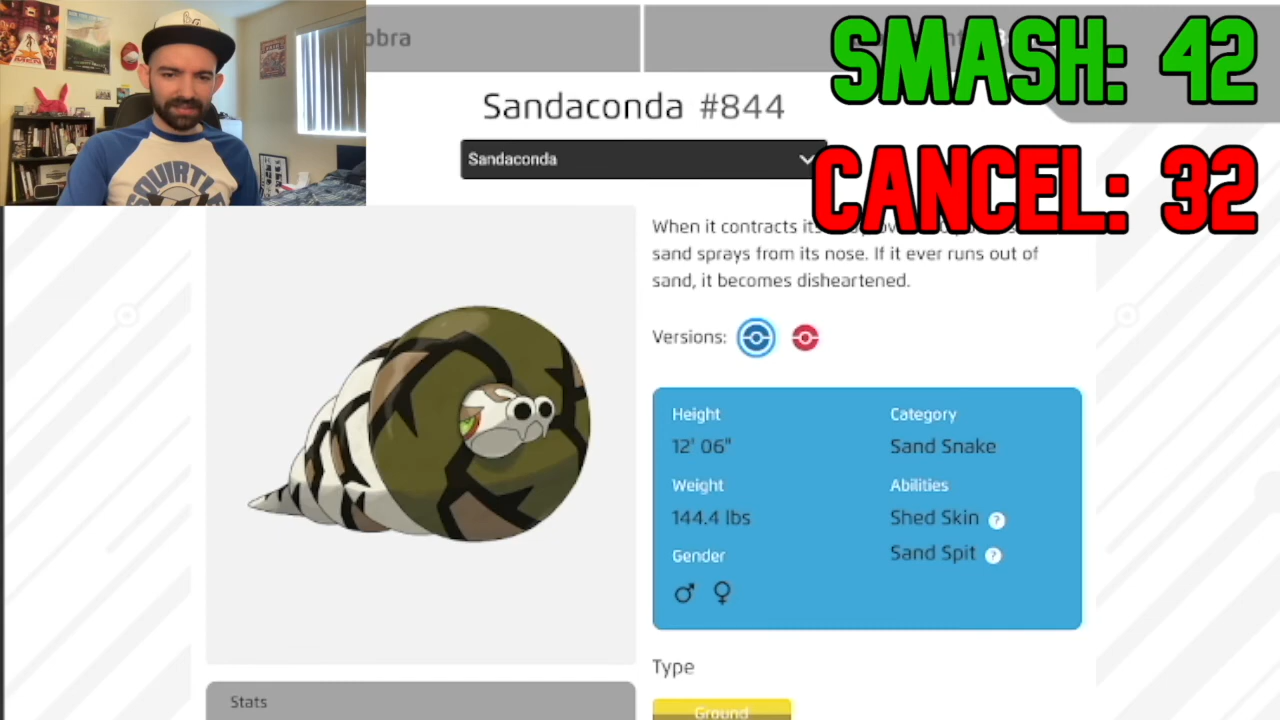 SMASH: 42
CANCEL: 32
obra
Sandaconda #844
Sandaconda
SQUIRTLE
When it contracts its
sand sprays from its nose. If it ever runs out of
sand, it becomes disheartened.
Versions:
Height
12' 06"
Weight
144.4 lbs
Gender
♂ ♀
Category
Sand Snake
Abilities
Shed Skin ?
Sand Spit ?
Type
Ground
Stats